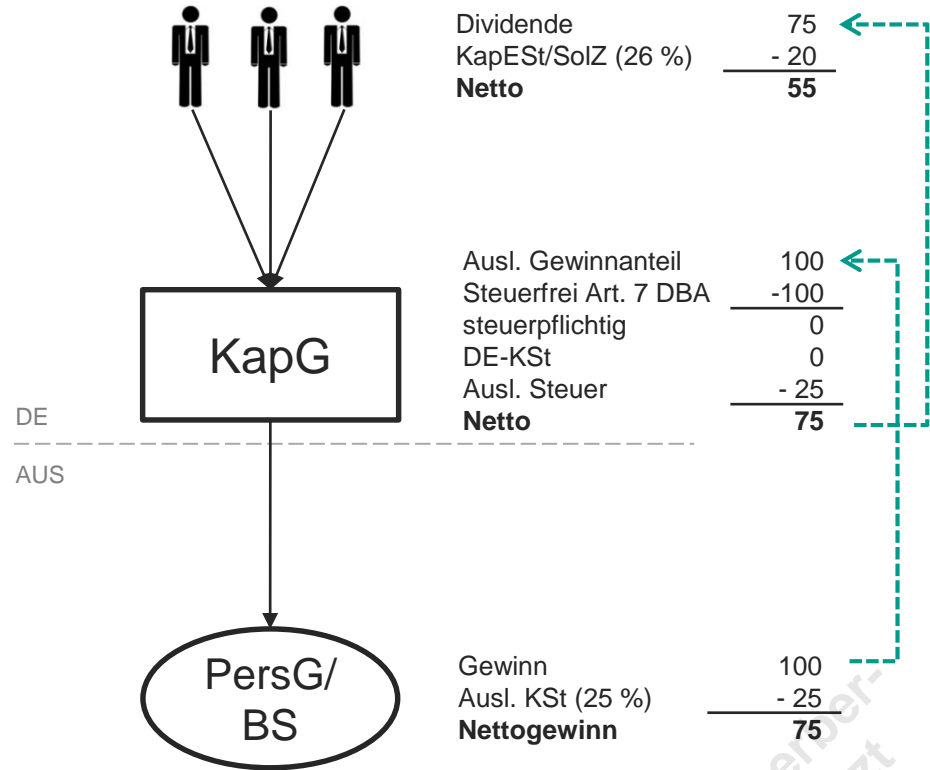 Dividende 75
KapESt/SolZ (26 %) - 20
Netto 55
Ausl. Gewinnanteil 100
Steuerfrei Art. 7 DBA -100
steuerpflichtig 0
DE-KSt 0
Ausl. Steuer - 25
Netto 75
KapG
DE
AUS
PersG/
BS
Gewinn 100
Ausl. KSt (25 %) - 25
Nettogewinn 75